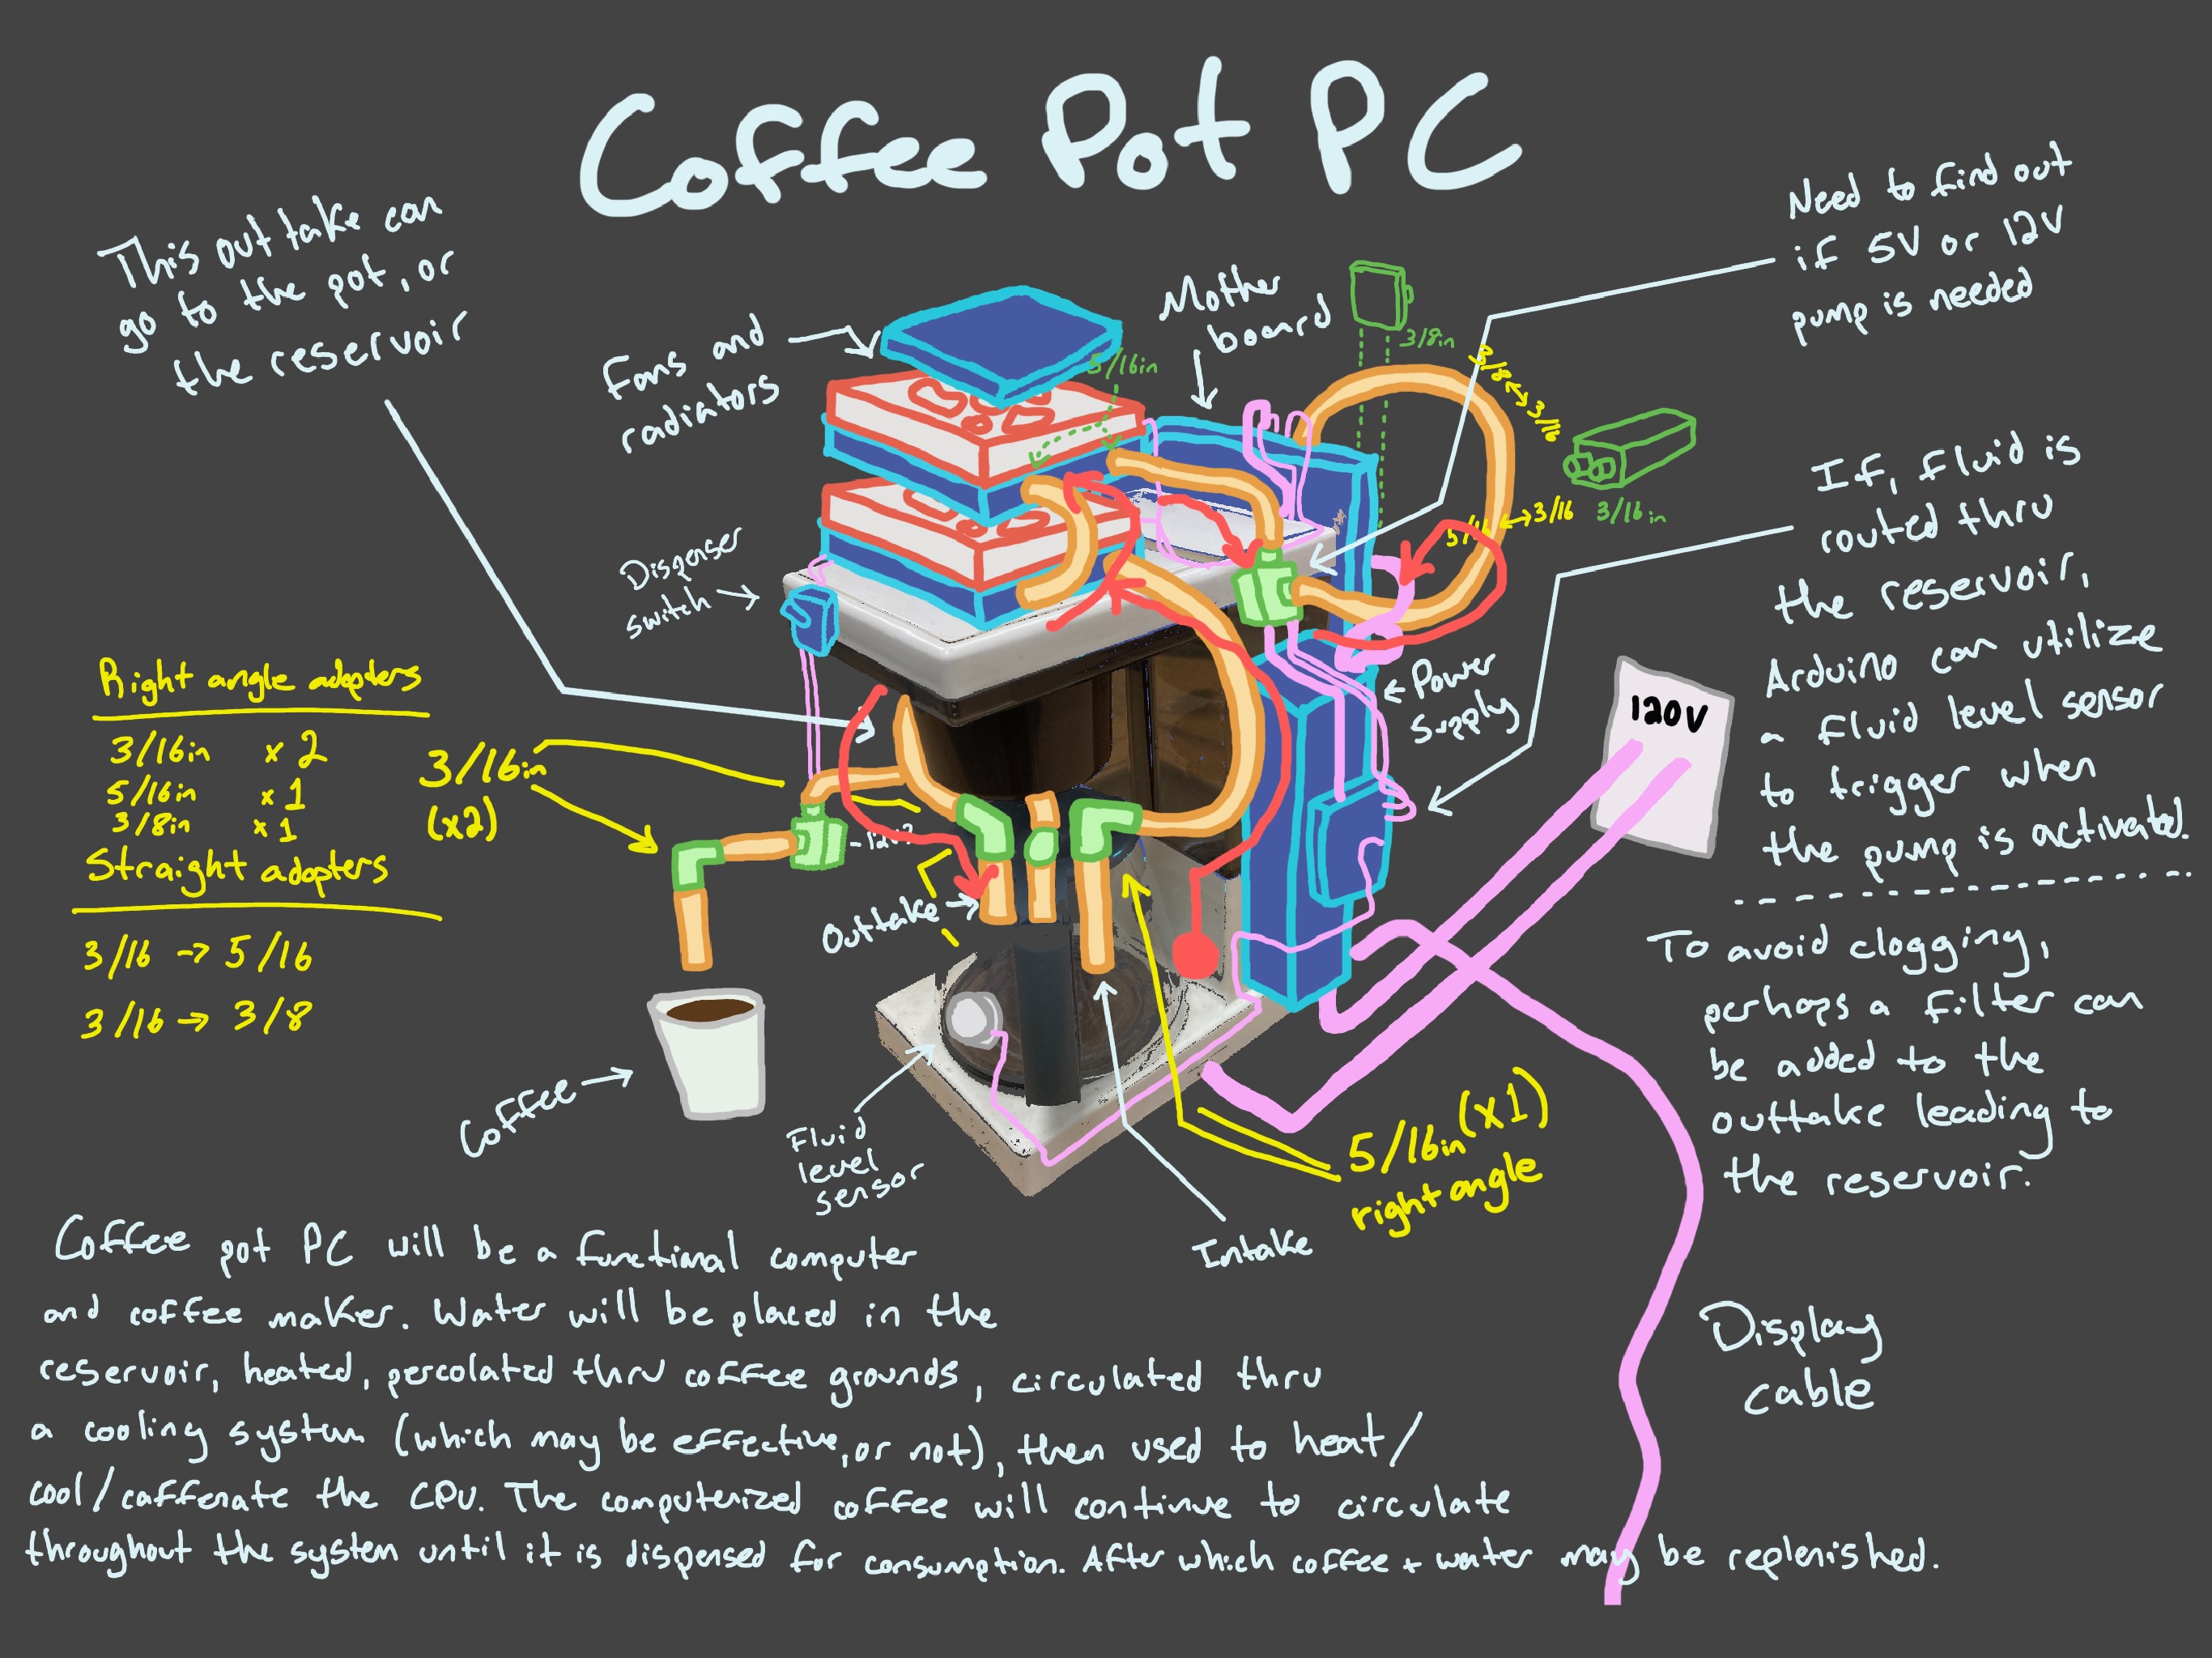 Coffee Pot PC
This outtake can
go to the pot, or
the reservoir
Fans and
radiators
Mother
board
Need to find out
if 5V or 12V
pump is needed
3/8in
5/16in
3/8 ↔ 3/16
5/16 ↔ 3/16
3/16 in
Dispenser
switch
If, fluid is
routed thru
the reservoir,
Arduino can utilize
a fluid level sensor
to trigger when
the pump is activated.
To avoid clogging,
perhaps a filter can
be added to the
outtake leading to
the reservoir.
Power
Supply
120V
Right angle adapters
3/16in x 2
5/16in x 1
3/8in x 1
Straight adapters
3/16 → 5/16
3/16 → 3/8
3/16in
(x2)
Outtake
Coffee
Fluid
level
sensor
5/16in (x1)
right angle
Intake
Coffee pot PC will be a functional computer
and coffee maker. Water will be placed in the
reservoir, heated, percolated thru coffee grounds, circulated thru
a cooling system (which may be effective, or not), then used to heat/
cool/caffenate the CPU. The computerized coffee will continue to circulate
throughout the system until it is dispensed for consumption. After which coffee + water may be replenished.
Display
cable